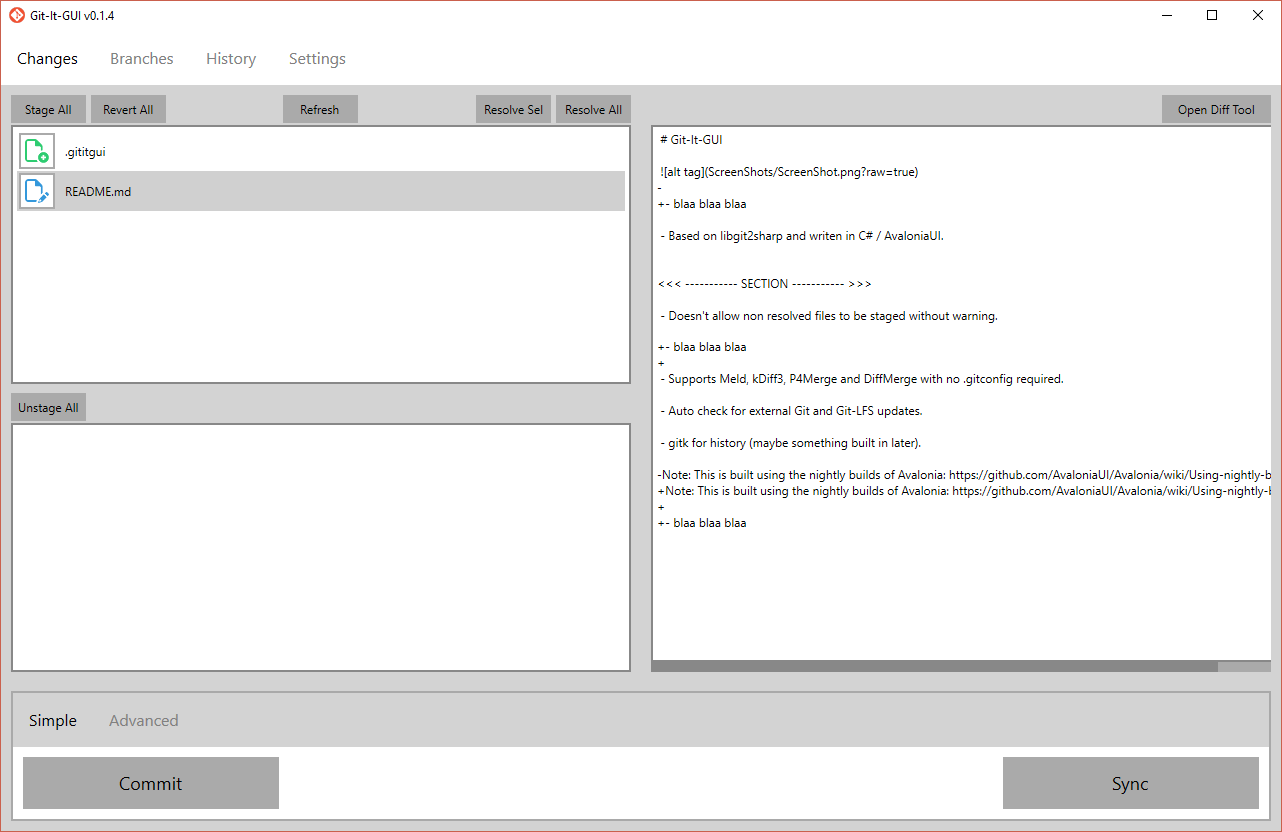 Git-It-GUI v0.1.4
Changes Branches History Settings
Stage All Revert All Refresh Resolve Sel Resolve All
.gititgui
README.md
Unstage All
Open Diff Tool
# Git-It-GUI
![alt tag](ScreenShots/ScreenShot.png?raw=true)
-
+- blaa blaa blaa
- Based on libgit2sharp and writen in C# / AvaloniaUI.
<<< ----------- SECTION ----------- >>>
- Doesn't allow non resolved files to be staged without warning.
+- blaa blaa blaa
+
- Supports Meld, kDiff3, P4Merge and DiffMerge with no .gitconfig required.
- Auto check for external Git and Git-LFS updates.
- gitk for history (maybe something built in later).
-Note: This is built using the nightly builds of Avalonia: https://github.com/AvaloniaUI/Avalonia/wiki/Using-nightly-b
+Note: This is built using the nightly builds of Avalonia: https://github.com/AvaloniaUI/Avalonia/wiki/Using-nightly-b
+
+- blaa blaa blaa
Simple Advanced
Commit Sync